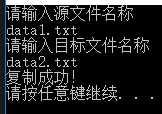 请输入源文件名称
data1.txt
请输入目标文件名称
data2.txt
复制成功!
请按任意键继续. . .